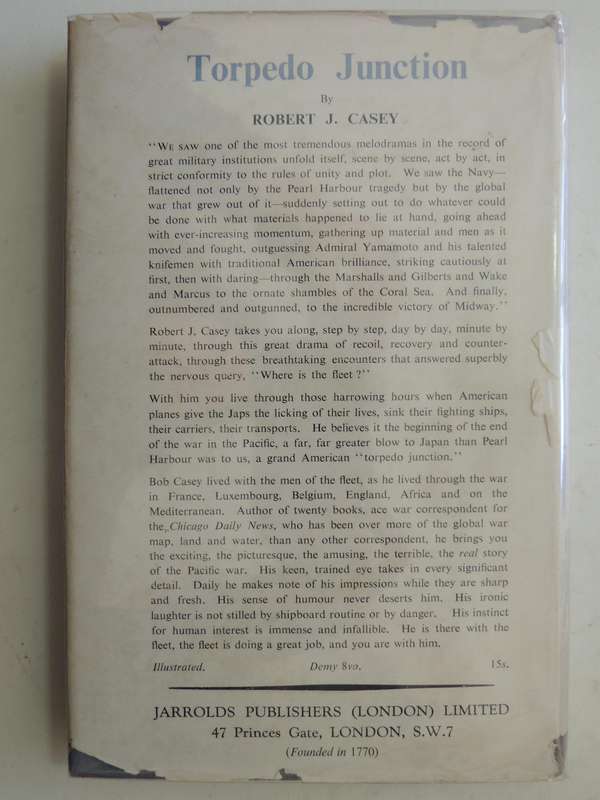 Torpedo Junction
By
ROBERT J. CASEY
"WE SAW one of the most tremendous melodramas in the record of
great military institutions unfold itself, scene by scene, act by act, in
strict conformity to the rules of unity and plot. We saw the Navy—
flattened not only by the Pearl Harbour tragedy but by the global
war that grew out of it—suddenly setting out to do whatever could
be done with what materials happened to lie at hand, going ahead
with ever-increasing momentum, gathering up material and men as it
moved and fought, outguessing Admiral Yamamoto and his talented
knifemen with traditional American brilliance, striking cautiously at
first, then with daring—through the Marshalls and Gilberts and Wake
and Marcus to the ornate shambles of the Coral Sea. And finally,
outnumbered and outgunned, to the incredible victory of Midway."
Robert J. Casey takes you along, step by step, day by day, minute by
minute, through this great drama of recoil, recovery and counter-
attack, through these breathtaking encounters that answered superbly
the nervous query, "Where is the fleet?"
With him you live through those harrowing hours when American
planes give the Japs the licking of their lives, sink their fighting ships,
their carriers, their transports. He believes it the beginning of the end
of the war in the Pacific, a far, far greater blow to Japan than Pearl
Harbour was to us, a grand American "torpedo junction."
Bob Casey lived with the men of the fleet, as he lived through the war
in France, Luxembourg, Belgium, England, Africa and on the
Mediterranean. Author of twenty books, ace war correspondent for
the Chicago Daily News, who has been over more of the global war
map, land and water, than any other correspondent, he brings you
the exciting, the picturesque, the amusing, the terrible, the real story
of the Pacific war. His keen, trained eye takes in every significant
detail. Daily he makes note of his impressions while they are sharp
and fresh. His sense of humour never deserts him. His ironic
laughter is not stilled by shipboard routine or by danger. His instinct
for human interest is immense and infallible. He is there with the
fleet, the fleet is doing a great job, and you are with him.
Illustrated. Demy 8vo. 15s.
JARROLDS PUBLISHERS (LONDON) LIMITED
47 Princes Gate, LONDON, S.W.7
(Founded in 1770)